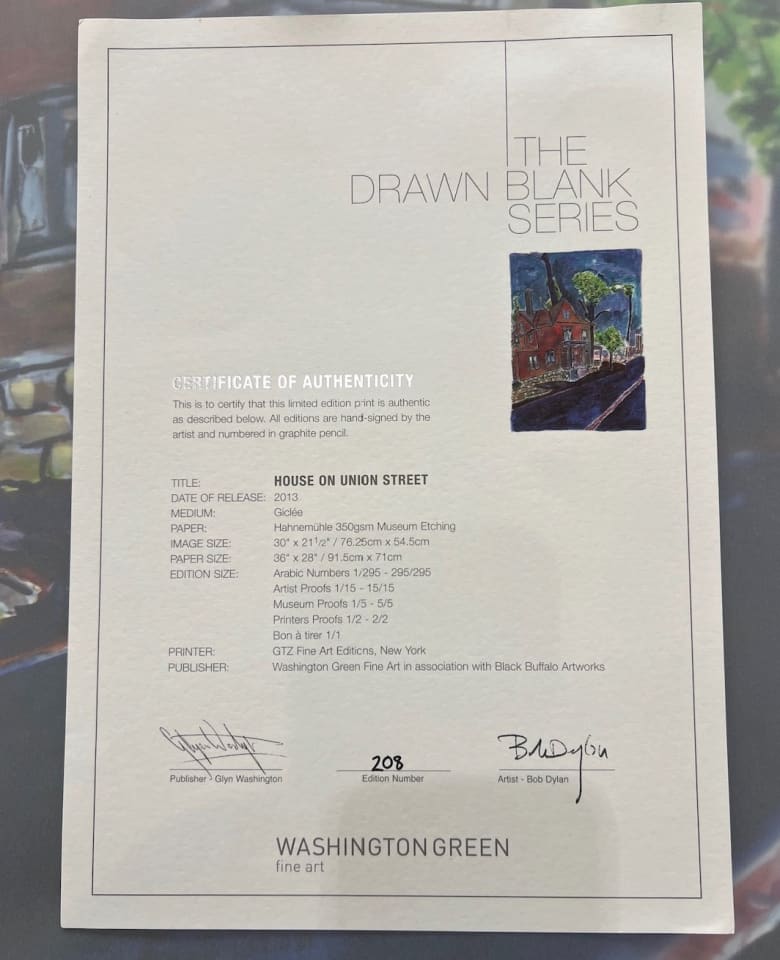 THE
DRAWN BLANK
SERIES
CERTIFICATE OF AUTHENTICITY
This is to certify that this limited edition print is authentic
as described below. All editions are hand-signed by the
artist and numbered in graphite pencil.
TITLE: HOUSE ON UNION STREET
DATE OF RELEASE: 2013
MEDIUM: Giclée
PAPER: Hahnemühle 350gsm Museum Etching
IMAGE SIZE: 30" x 21 1/2" / 76.25cm x 54.5cm
PAPER SIZE: 36" x 28" / 91.5cm x 71cm
EDITION SIZE: Arabic Numbers 1/295 - 295/295
Artist Proofs 1/15 - 15/15
Museum Proofs 1/5 - 5/5
Printers Proofs 1/2 - 2/2
Bon à tirer 1/1
PRINTER: GTZ Fine Art Editions, New York
PUBLISHER: Washington Green Fine Art in association with Black Buffalo Artworks
208 Bob Dylan
Publisher - Glyn Washington Edition Number Artist - Bob Dylan
WASHINGTON GREEN
fine art